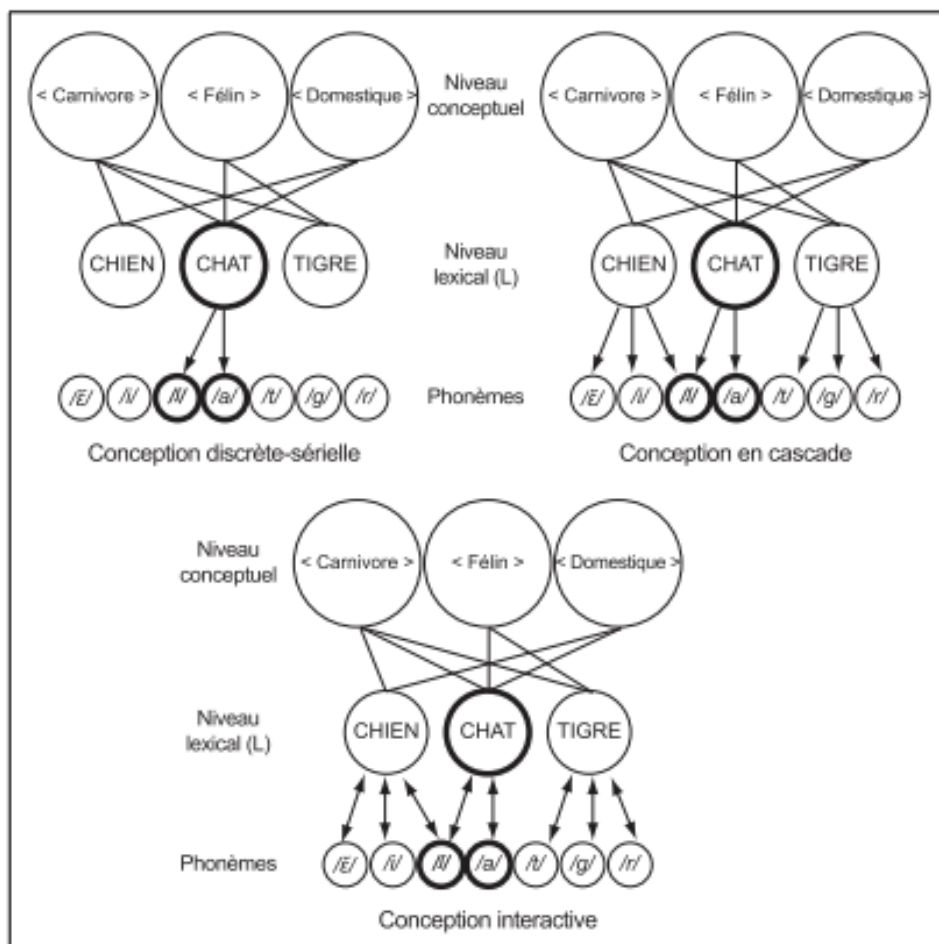 < Carnivore > < Félin > < Domestique >
Niveau
conceptuel
< Carnivore > < Félin > < Domestique >
CHIEN CHAT TIGRE
Niveau
lexical (L)
CHIEN CHAT TIGRE
/Ē/ /i/ /ʃ/ /a/ /t/ /g/ /r/
Phonèmes
/Ē/ /i/ /ʃ/ /a/ /t/ /g/ /r/
Conception discrète-sérielle
Conception en cascade
Niveau
conceptuel
< Carnivore > < Félin > < Domestique >
Niveau
lexical (L)
CHIEN CHAT TIGRE
Phonèmes
/Ē/ /i/ /ʃ/ /a/ /t/ /g/ /r/
Conception interactive